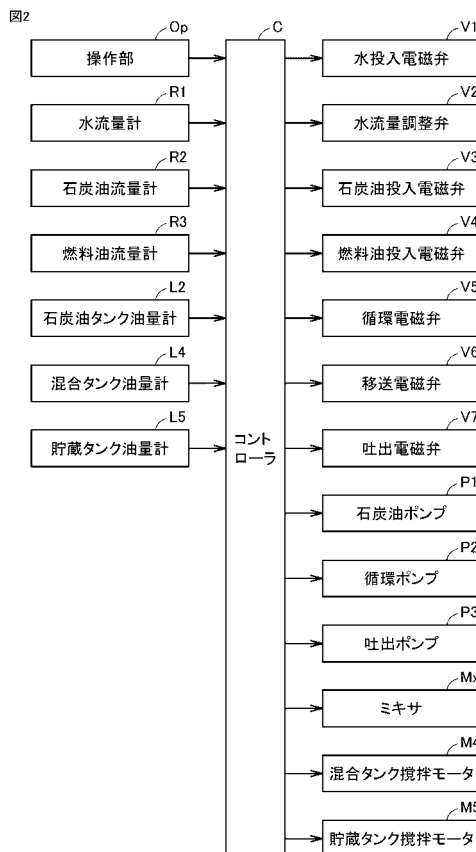 図2
Op
操作部
R1
水流量計
R2
石炭油流量計
R3
燃料油流量計
L2
石炭油タンク油量計
L4
混合タンク油量計
L5
貯蔵タンク油量計
C
コント
ローラ
V1
水投入電磁弁
V2
水流量調整弁
V3
石炭油投入電磁弁
V4
燃料油投入電磁弁
V5
循環電磁弁
V6
移送電磁弁
V7
吐出電磁弁
P1
石炭油ポンプ
P2
循環ポンプ
P3
吐出ポンプ
Mx
ミキサ
M4
混合タンク撹拌モータ
M5
貯蔵タンク撹拌モータ